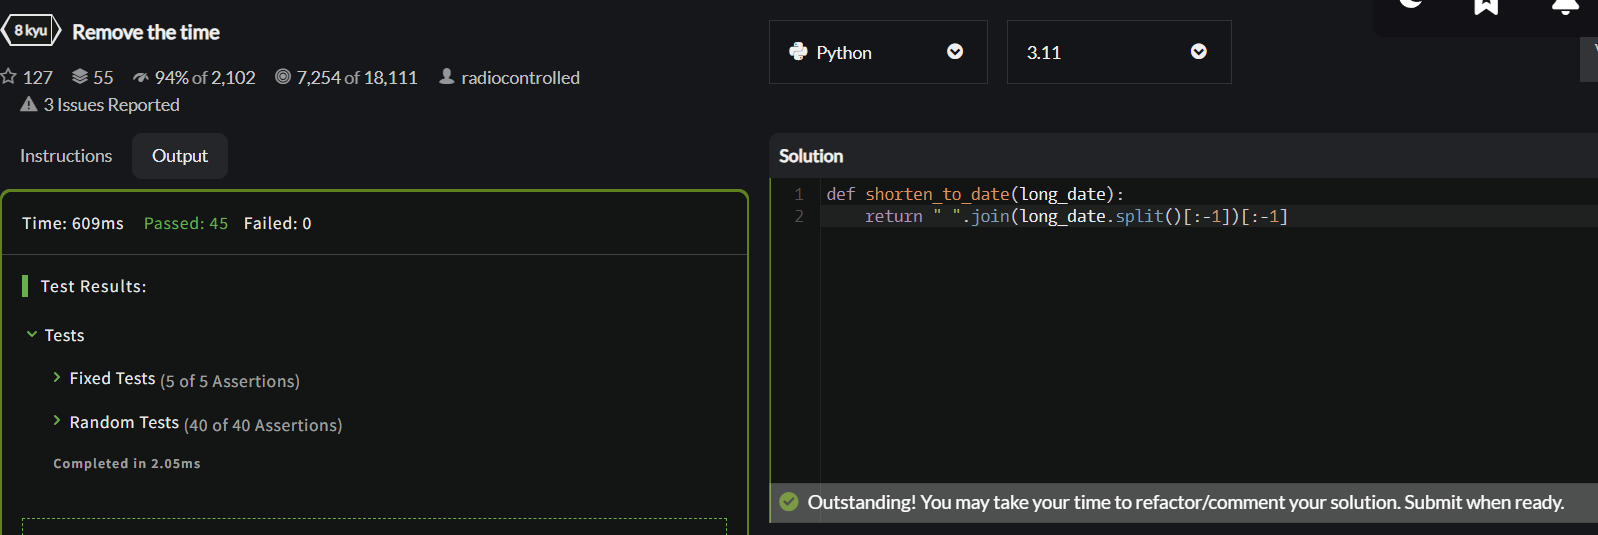 8 kyu Remove the time
127 55 94% of 2,102 7,254 of 18,111 radiocontrolled
3 Issues Reported
Instructions Output
Time: 609ms Passed: 45 Failed: 0
Test Results:
Tests
Fixed Tests (5 of 5 Assertions)
Random Tests (40 of 40 Assertions)
Completed in 2.05ms
Python 3.11
Solution
1 def shorten_to_date(long_date):
2     return " ".join(long_date.split()[:-1])[:-1]
Outstanding! You may take your time to refactor/comment your solution. Submit when ready.